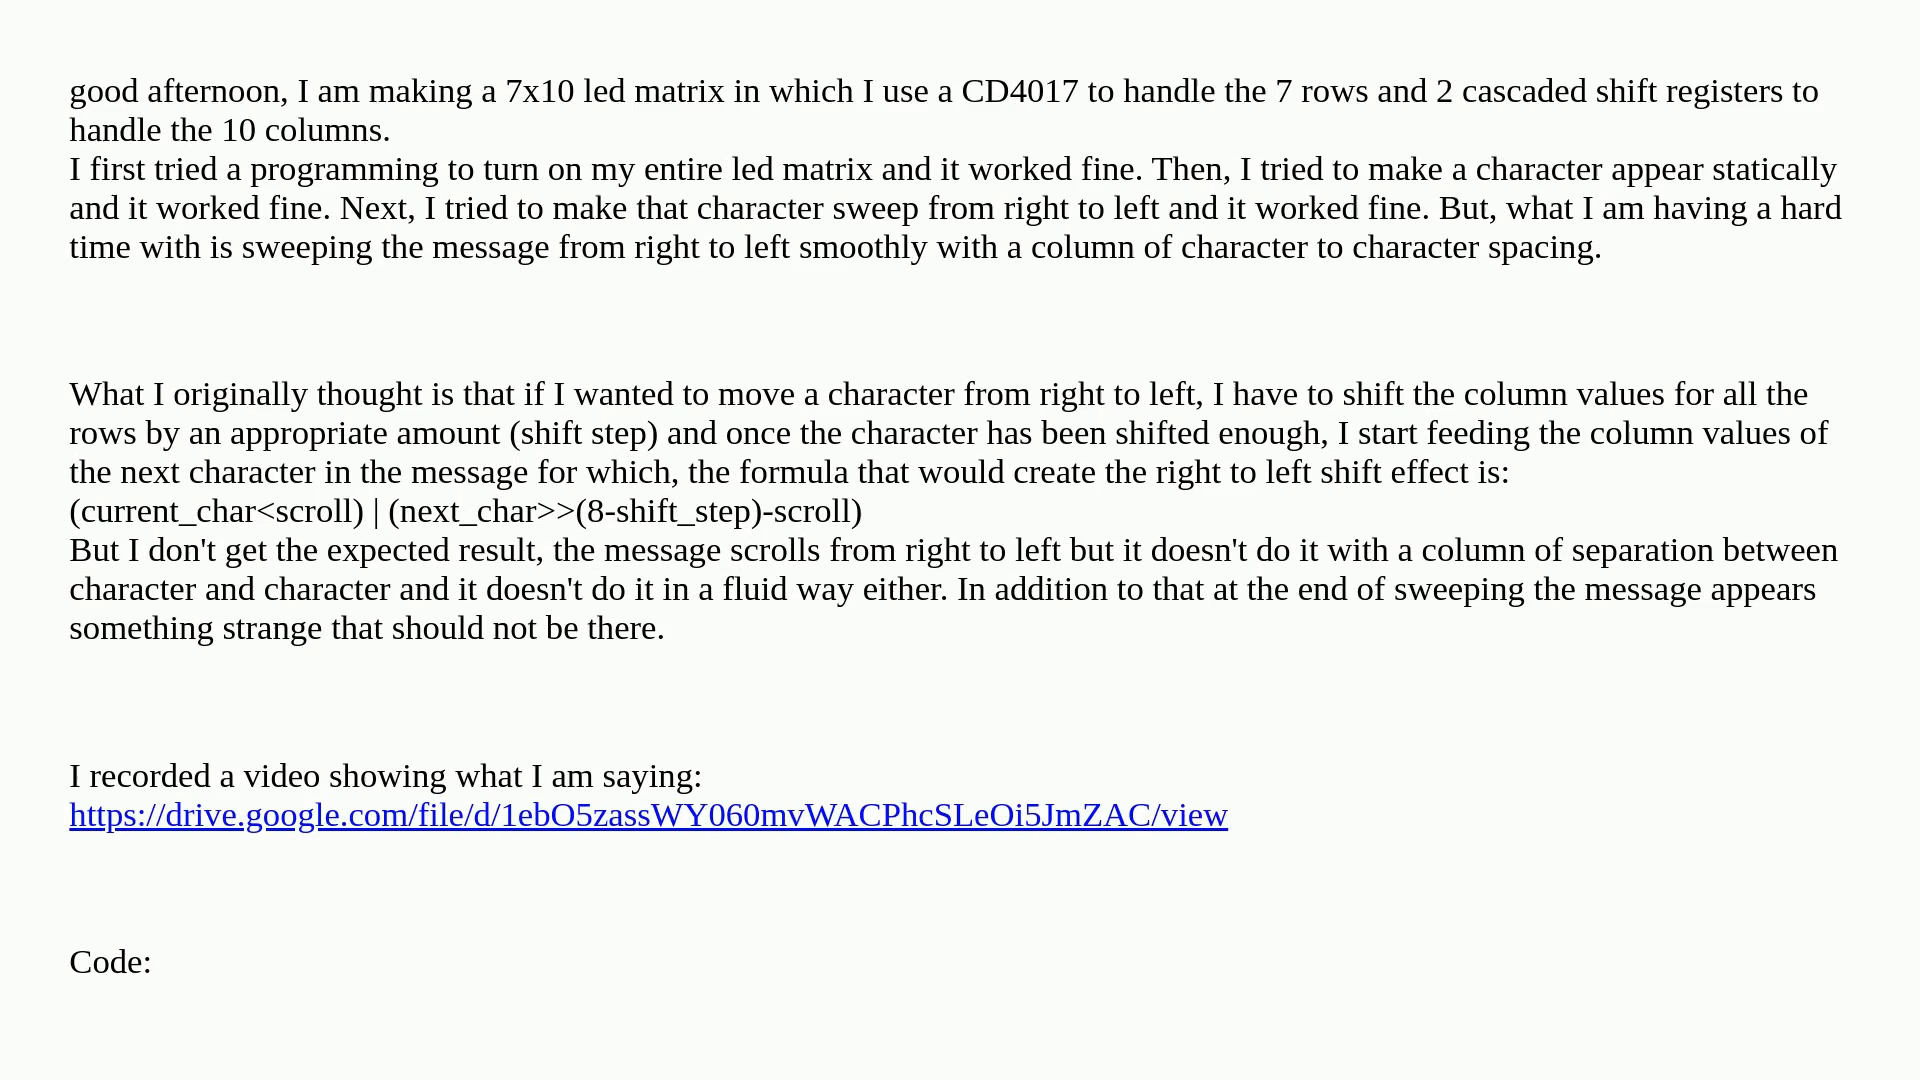 good afternoon, I am making a 7x10 led matrix in which I use a CD4017 to handle the 7 rows and 2 cascaded shift registers to
handle the 10 columns.
I first tried a programming to turn on my entire led matrix and it worked fine. Then, I tried to make a character appear statically
and it worked fine. Next, I tried to make that character sweep from right to left and it worked fine. But, what I am having a hard
time with is sweeping the message from right to left smoothly with a column of character to character spacing.
What I originally thought is that if I wanted to move a character from right to left, I have to shift the column values for all the
rows by an appropriate amount (shift step) and once the character has been shifted enough, I start feeding the column values of
the next character in the message for which, the formula that would create the right to left shift effect is:
(current_char<scroll) | (next_char>>(8-shift_step)-scroll)
But I don't get the expected result, the message scrolls from right to left but it doesn't do it with a column of separation between
character and character and it doesn't do it in a fluid way either. In addition to that at the end of sweeping the message appears
something strange that should not be there.
I recorded a video showing what I am saying:
https://drive.google.com/file/d/1ebO5zassWY060mvWACPhcSLeOi5JmZAC/view
Code: